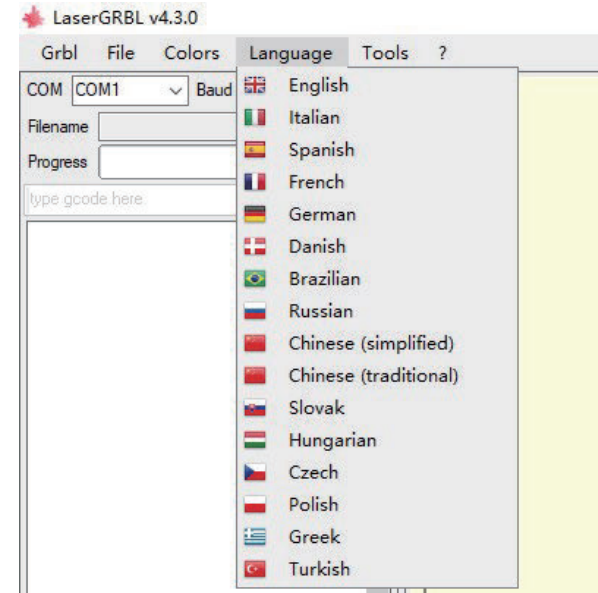 LaserGRBL v4.3.0
Grbl File Colors Language Tools ?
COM COM1 Baud
Filename
Progress
type gcode here
English
Italian
Spanish
French
German
Danish
Brazilian
Russian
Chinese (simplified)
Chinese (traditional)
Slovak
Hungarian
Czech
Polish
Greek
Turkish